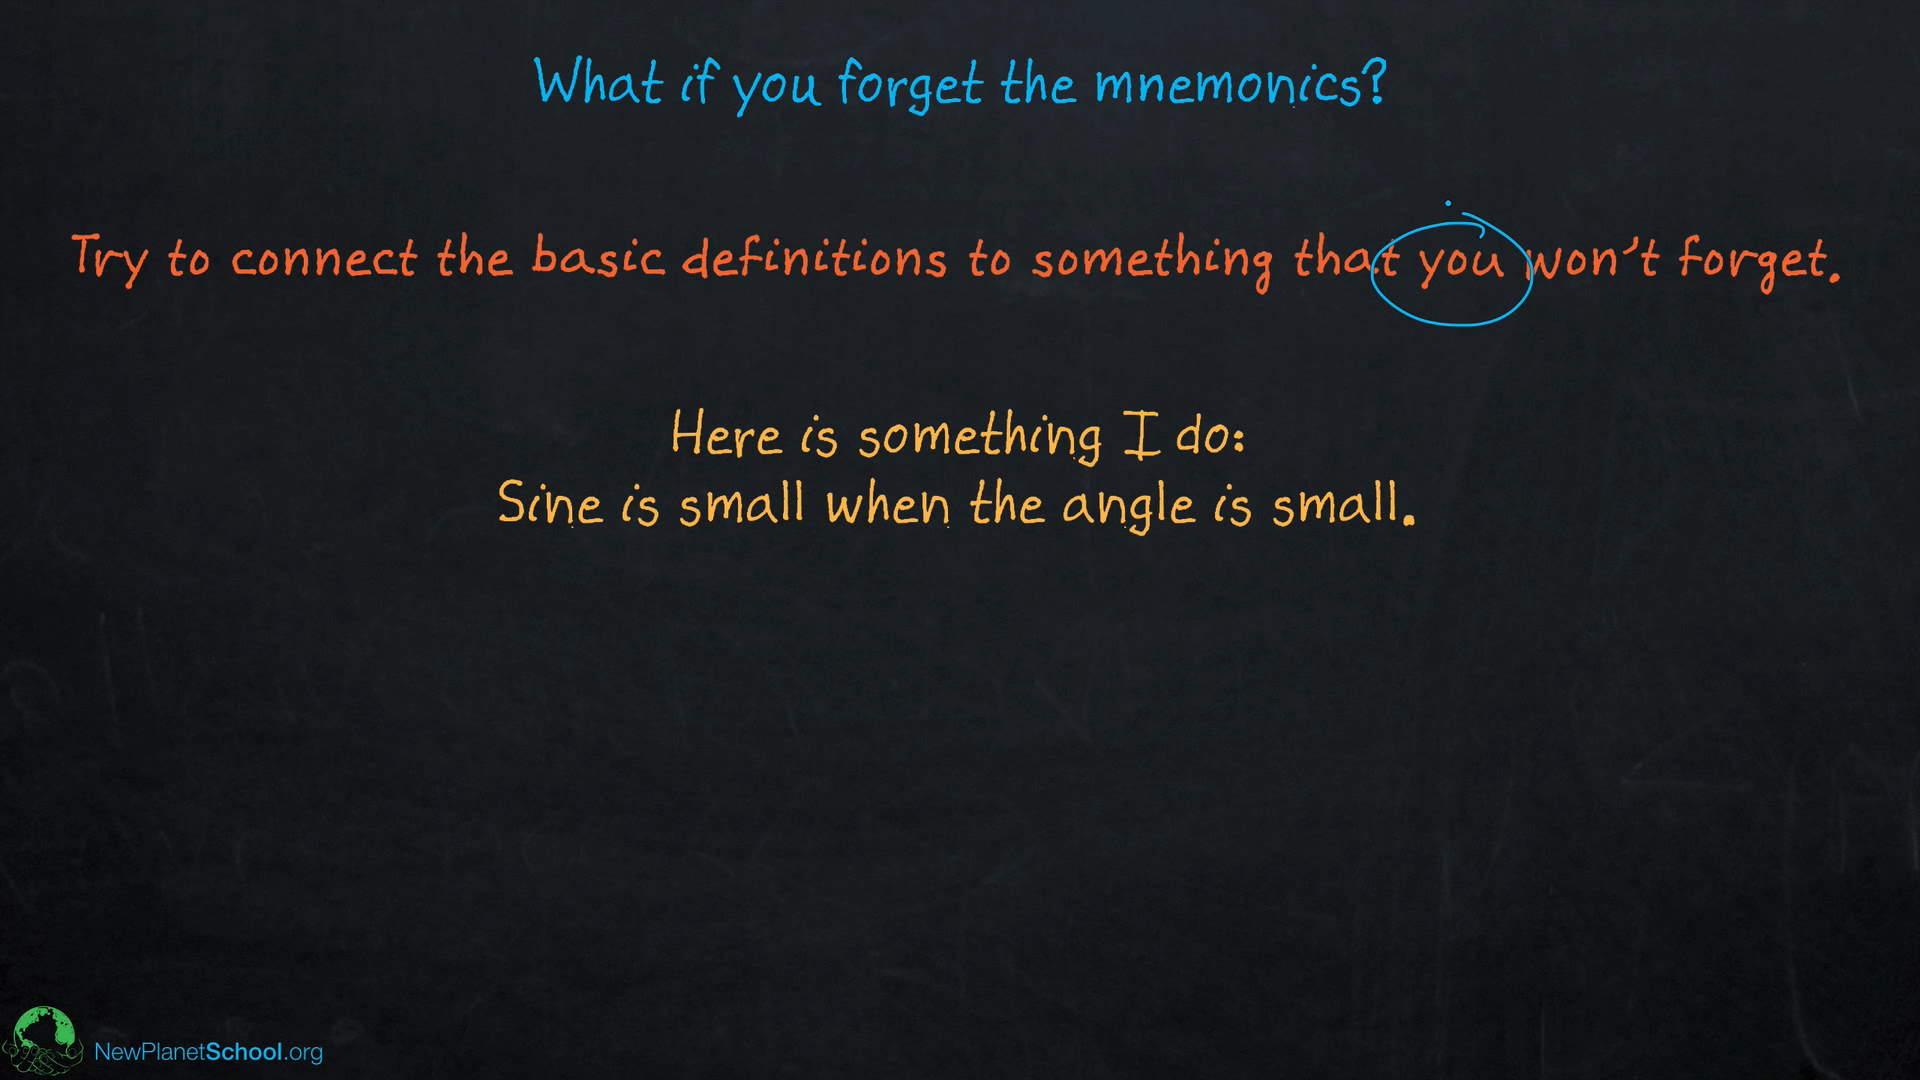 What if you forget the mnemonics?
Try to connect the basic definitions to something that you won't forget.
Here is something I do:
Sine is small when the angle is small.
NewPlanetSchool.org